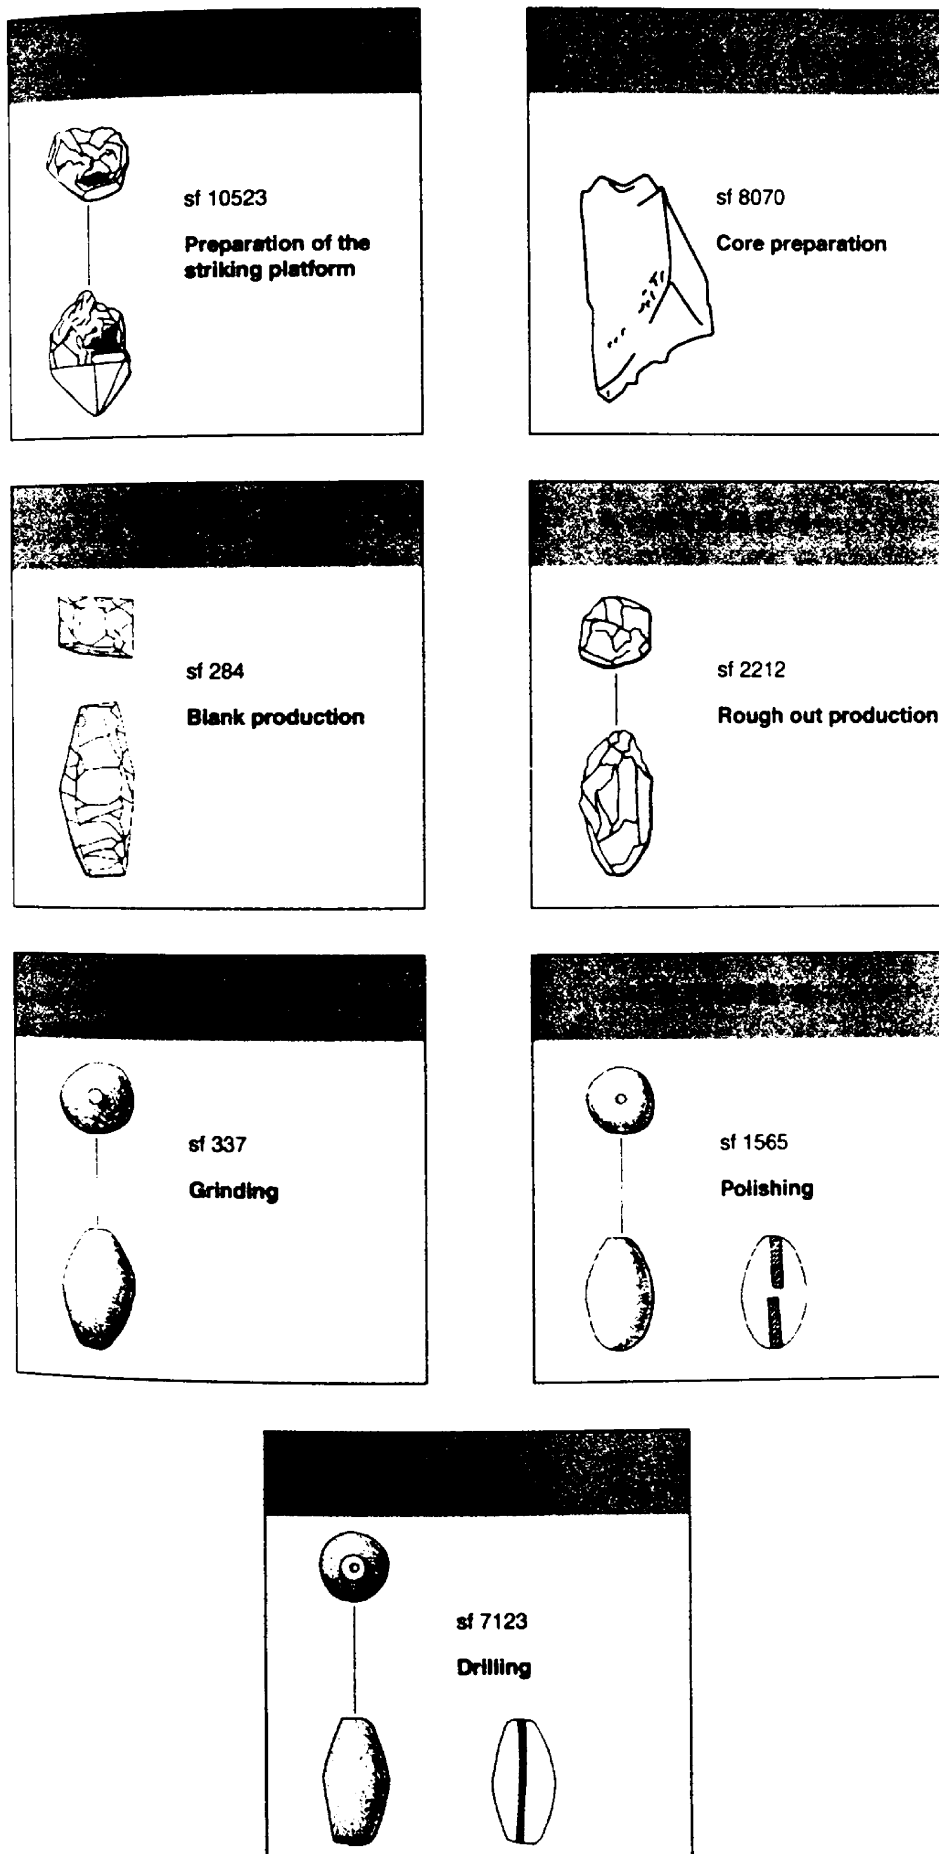 sf 10523
Preparation of the
striking platform
sf 8070
Core preparation
sf 284
Blank production
sf 2212
Rough out production
sf 337
Grinding
sf 1565
Polishing
sf 7123
Drilling